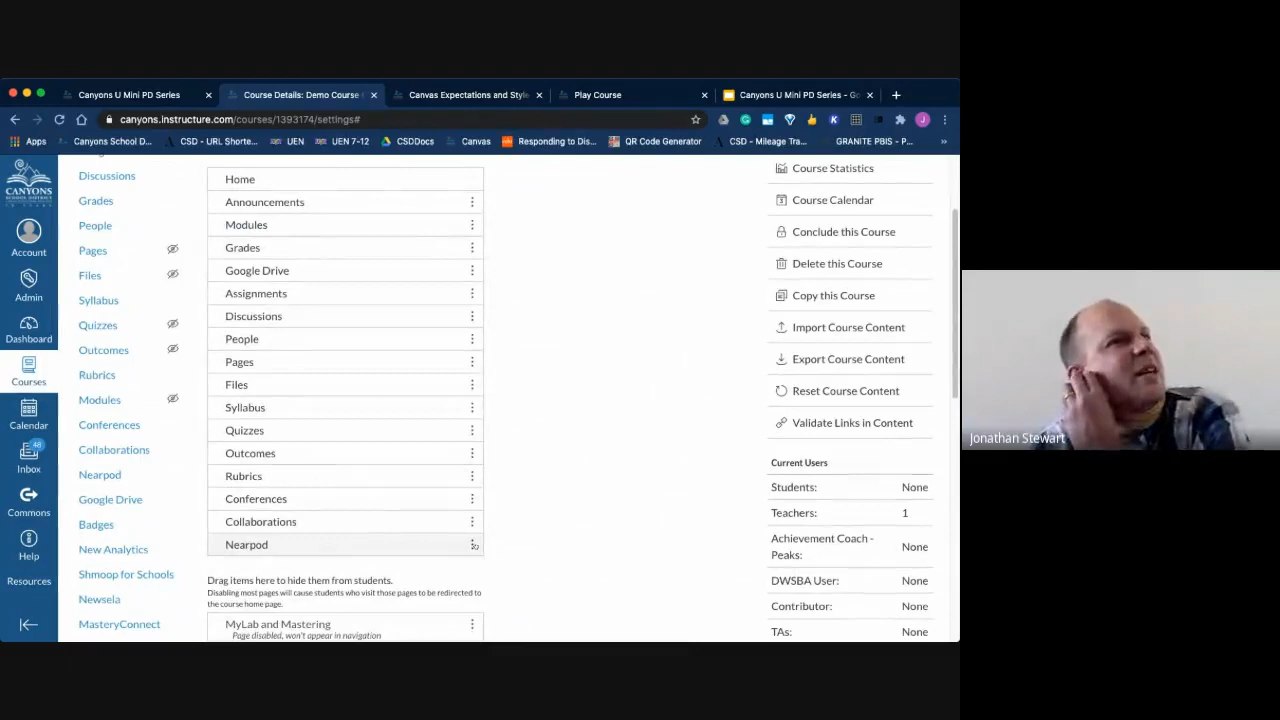 Canyons U Mini PD Series
Course Details: Demo Course
Canvas Expectations and Style
Play Course
Canyons U Mini PD Series - Go
canyons.instructure.com/courses/1393174/settings#
J
Apps
Canyons School D...
CSD - URL Shorte...
UEN
UEN 7-12
CSDDocs
Canvas
Responding to Dis...
QR Code Generator
CSD - Mileage Tra...
GRANITE PBIS - P...
»
CANYONS
SCHOOL DISTRICT
Account
Admin
Dashboard
Courses
Calendar
48
Inbox
Commons
Help
Resources
Discussions
Grades
People
Pages
Files
Syllabus
Quizzes
Outcomes
Rubrics
Modules
Conferences
Collaborations
Nearpod
Google Drive
Badges
New Analytics
Shmoop for Schools
Newsela
MasteryConnect
Home
Announcements
Modules
Grades
Google Drive
Assignments
Discussions
People
Pages
Files
Syllabus
Quizzes
Outcomes
Rubrics
Conferences
Collaborations
Nearpod
Drag items here to hide them from students.
Disabling most pages will cause students who visit those pages to be redirected to
the course home page.
MyLab and Mastering
Page disabled, won't appear in navigation
Course Statistics
Course Calendar
Conclude this Course
Delete this Course
Copy this Course
Import Course Content
Export Course Content
Reset Course Content
Validate Links in Content
Current Users
Students: None
Teachers: 1
Achievement Coach -
Peaks: None
DWSBA User: None
Contributor: None
TAs: None
Jonathan Stewart